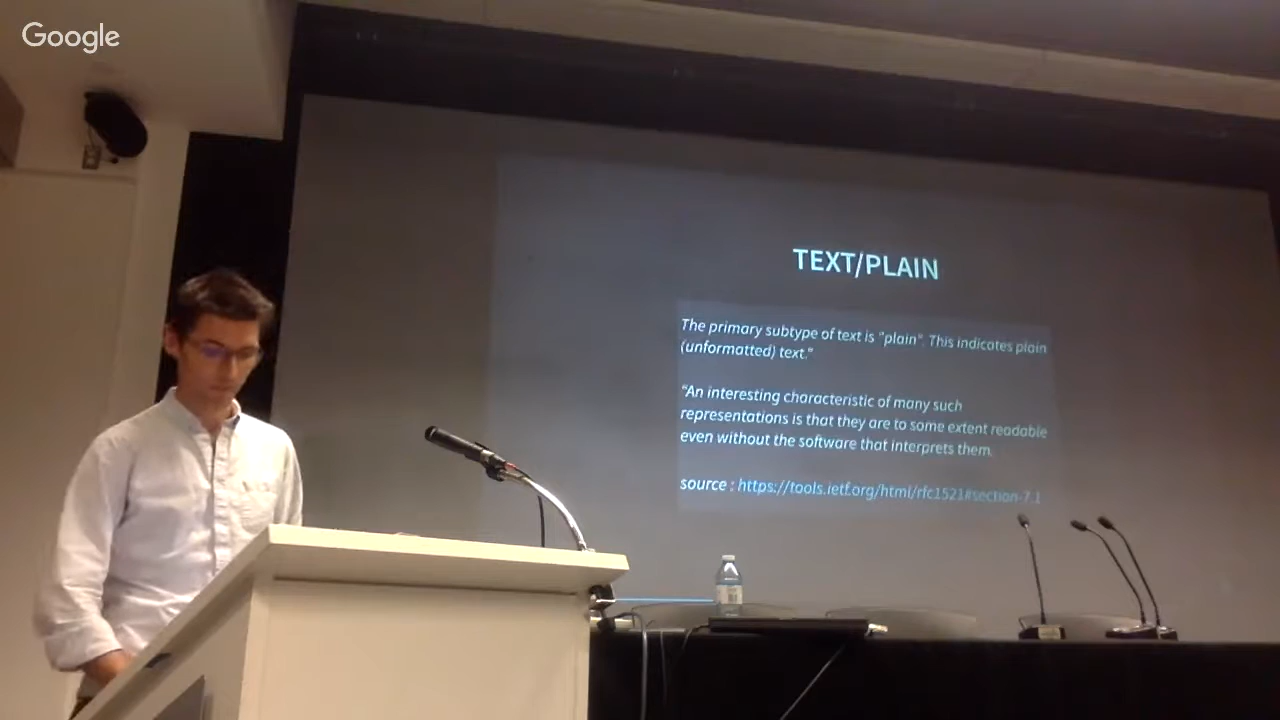 Google
TEXT/PLAIN
The primary subtype of text is "plain". This indicates plain
(unformatted) text."
"An interesting characteristic of many such
representations is that they are to some extent readable
even without the software that interprets them.
source : https://tools.ietf.org/html/rfc1521#section-7.1